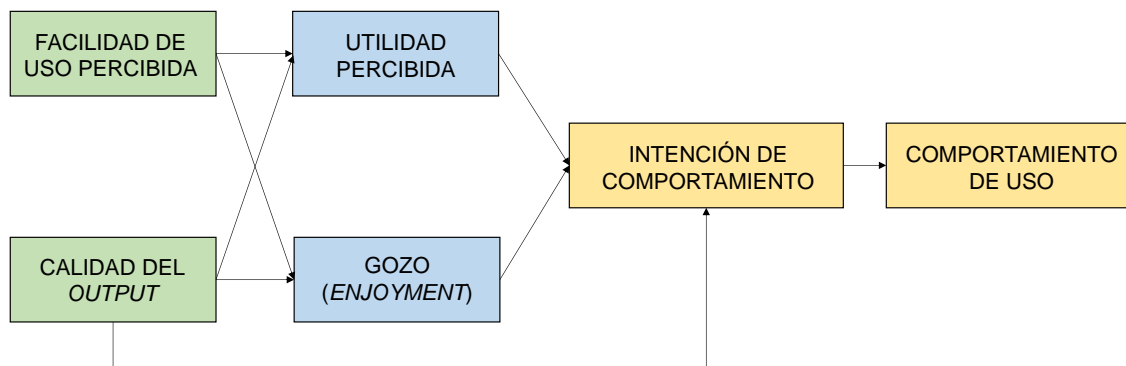 FACILIDAD DE
USO PERCIBIDA
UTILIDAD
PERCIBIDA
INTENCIÓN DE
COMPORTAMIENTO
COMPORTAMIENTO
DE USO
CALIDAD DEL
OUTPUT
GOZO
(ENJOYMENT)